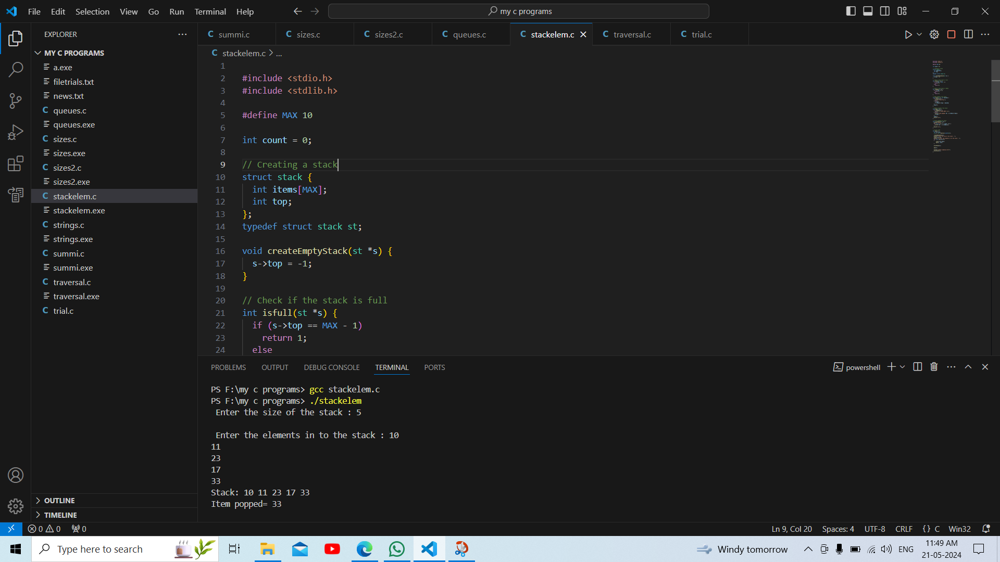 File Edit Selection View Go Run Terminal Help
my c programs
EXPLORER
MY C PROGRAMS
a.exe
filetrials.txt
news.txt
C queues.c
queues.exe
C sizes.c
sizes.exe
C sizes2.c
sizes2.exe
C stackelem.c
stackelem.exe
C strings.c
strings.exe
C summi.c
summi.exe
C traversal.c
traversal.exe
C trial.c
OUTLINE
TIMELINE
C summi.c C sizes.c C sizes2.c C queues.c C stackelem.c C traversal.c C trial.c
C stackelem.c > ...
1
2 #include <stdio.h>
3 #include <stdlib.h>
4
5 #define MAX 10
6
7 int count = 0;
8
9 // Creating a stack
10 struct stack {
11 int items[MAX];
12 int top;
13 };
14 typedef struct stack st;
15
16 void createEmptyStack(st *s) {
17 s->top = -1;
18 }
19
20 // Check if the stack is full
21 int isfull(st *s) {
22 if (s->top == MAX - 1)
23 return 1;
24 else
PROBLEMS OUTPUT DEBUG CONSOLE TERMINAL PORTS
powershell
PS F:\my c programs> gcc stackelem.c
PS F:\my c programs> ./stackelem
Enter the size of the stack : 5
Enter the elements in to the stack : 10
11
23
17
33
Stack: 10 11 23 17 33
Item popped= 33
0 0 0
Ln 9, Col 20 Spaces: 4 UTF-8 CRLF {} C Win32
Type here to search
Windy tomorrow
ENG
11:49 AM
21-05-2024